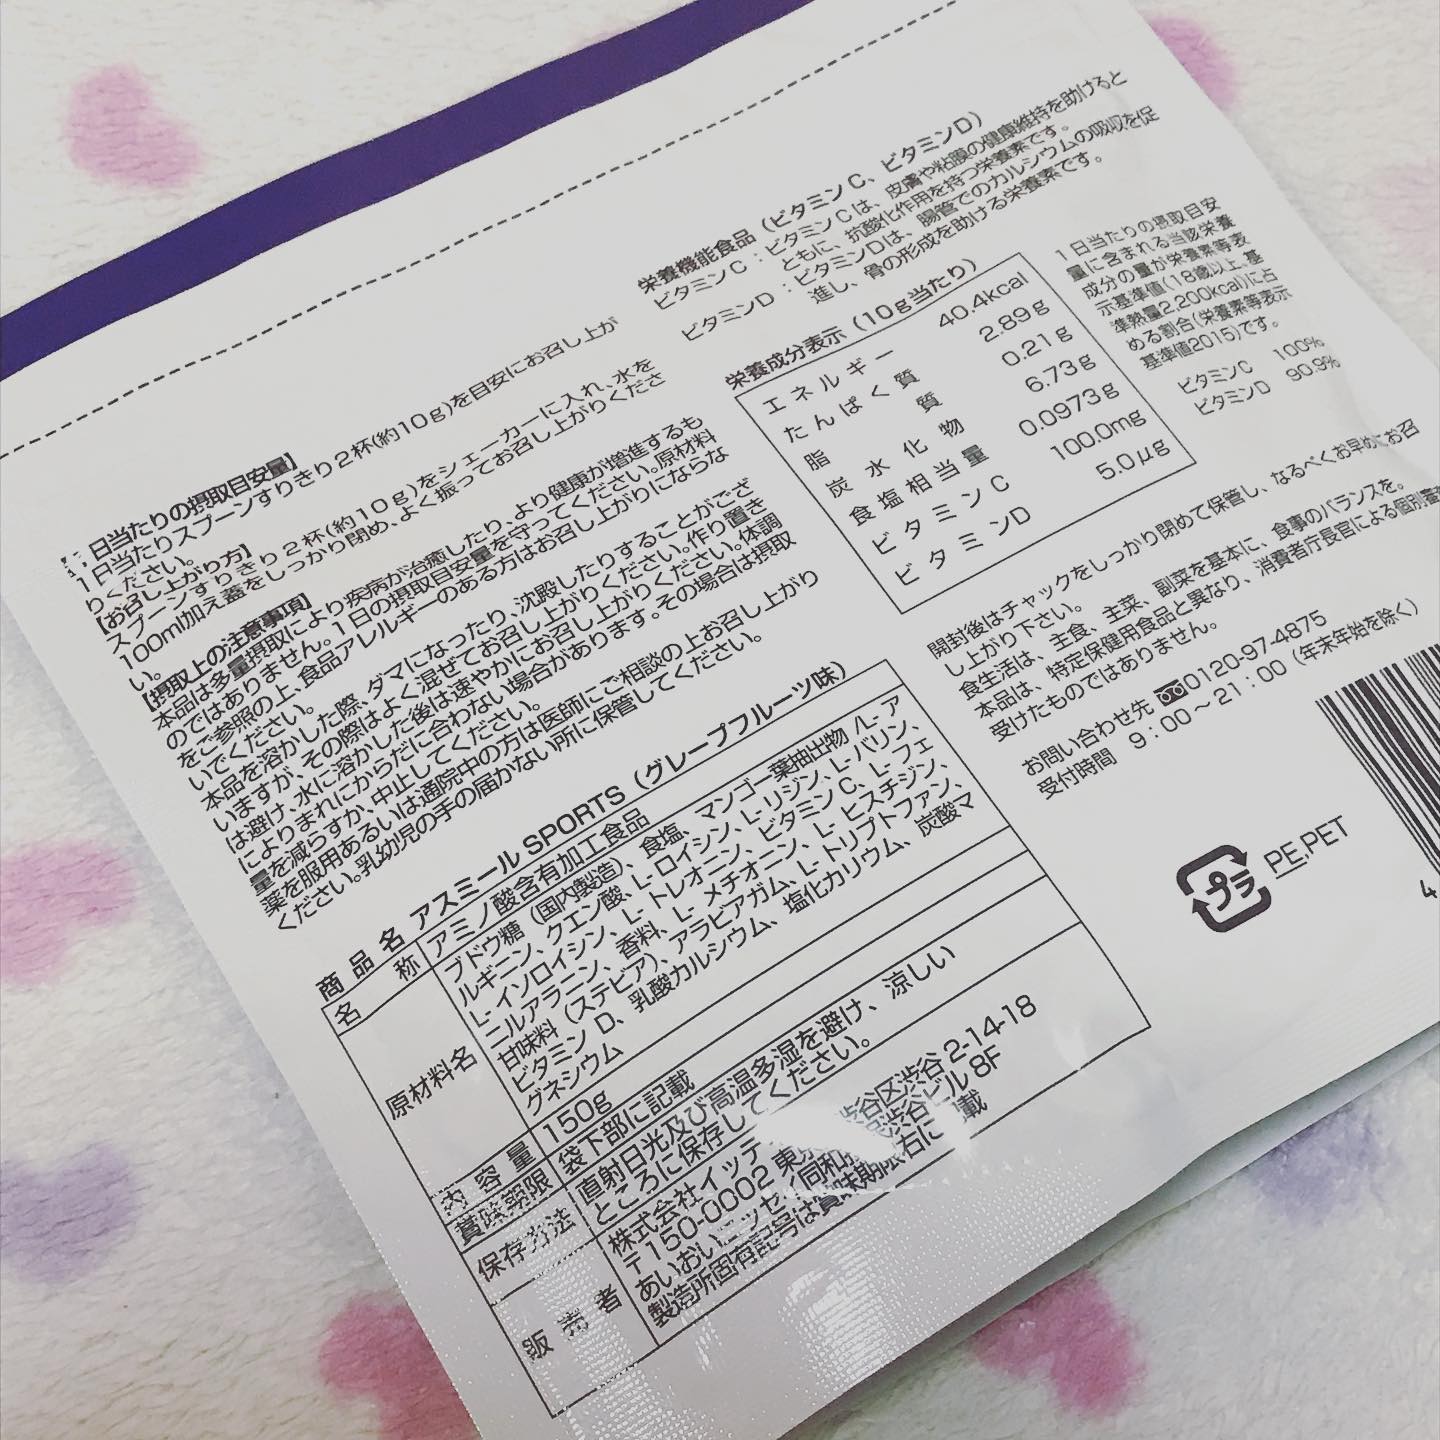 【1日当たりの摂取目安量】
1日当たりスプーンすりきり2杯(約10g)を目安にお召し上が
りください。
【お召し上がり方】
スプーンすりきり2杯(約10g)をシェーカーに入れ、水を
100ml加え蓋をしっかり閉め、よく振ってお召し上がりくださ
い。
【摂取上の注意事項】
本品は多量摂取により疾病が治癒したり、より健康が増進するも
のではありません。1日の摂取目安量を守ってください。原材料
をご参照の上、食品アレルギーのある方はお召し上がりにならな
いでください。
本品を溶かした際、ダマになったり、沈殿したりすることがござ
いますが、その際はよく混ぜてお召し上がりください。作り置き
は避け、水に溶かした後は速やかにお召し上がりください。体調
によりまれにからだに合わない場合があります。その場合は摂取
量を減らすか、中止してください。
薬を服用あるいは通院中の方は医師にご相談の上お召し上がり
ください。乳幼児の手の届かない所に保管してください。
栄養機能食品(ビタミンC、ビタミンD)
ビタミンC:ビタミンCは、皮膚や粘膜の健康維持を助けると
ともに、抗酸化作用を持つ栄養素です。
ビタミンD:ビタミンDは、腸管でのカルシウムの吸収を促
進し、骨の形成を助ける栄養素です。
栄養成分表示(10g当たり)
エネルギー 40.4kcal
たんぱく質 2.89g
脂質 0.21g
炭水化物 6.73g
食塩相当量 0.0973g
ビタミンC 100.0mg
ビタミンD 5.0μg
1日当たりの摂取目安
量に含まれる当該栄養
成分の量が栄養素等表
示基準値(18歳以上、基
準熱量2,200kcal)に占
める割合(栄養素等表示
基準値2015)です。
ビタミンC 100%
ビタミンD 90.9%
開封後はチャックをしっかり閉めて保管し、なるべくお早めにお召
し上がり下さい。
食生活は、主食、主菜、副菜を基本に、食事のバランスを。
本品は、特定保健用食品と異なり、消費者庁長官による個別審査
受けたものではありません。
お問い合わせ先 0120-97-4875
受付時間 9:00~21:00(年末年始を除く)
プラ PE,PET
4
商品名 アスミールSPORTS(グレープフルーツ味)
名称 アミノ酸含有加工食品
原材料名 ブドウ糖(国内製造)、食塩、マンゴー葉抽出物/L-ア
ルギニン、クエン酸、L-ロイシン、L-リジン、L-バリン、
L-イソロイシン、L-トレオニン、ビタミンC、L-フェ
ニルアラニン、香料、L-メチオニン、L-ヒスチジン、
甘味料(ステビア)、アラビアガム、L-トリプトファン、
ビタミンD、乳酸カルシウム、塩化カリウム、炭酸マ
グネシウム
内容量 150g
賞味期限 袋下部に記載
保存方法 直射日光及び高温多湿を避け、涼しい
ところに保存してください。
販売者 株式会社イッテ
〒150-0002 東京 渋谷区渋谷2-14-18
あいおいニッセイ同和 渋谷ビル8F
製造所固有記号は賞味期限右に記載